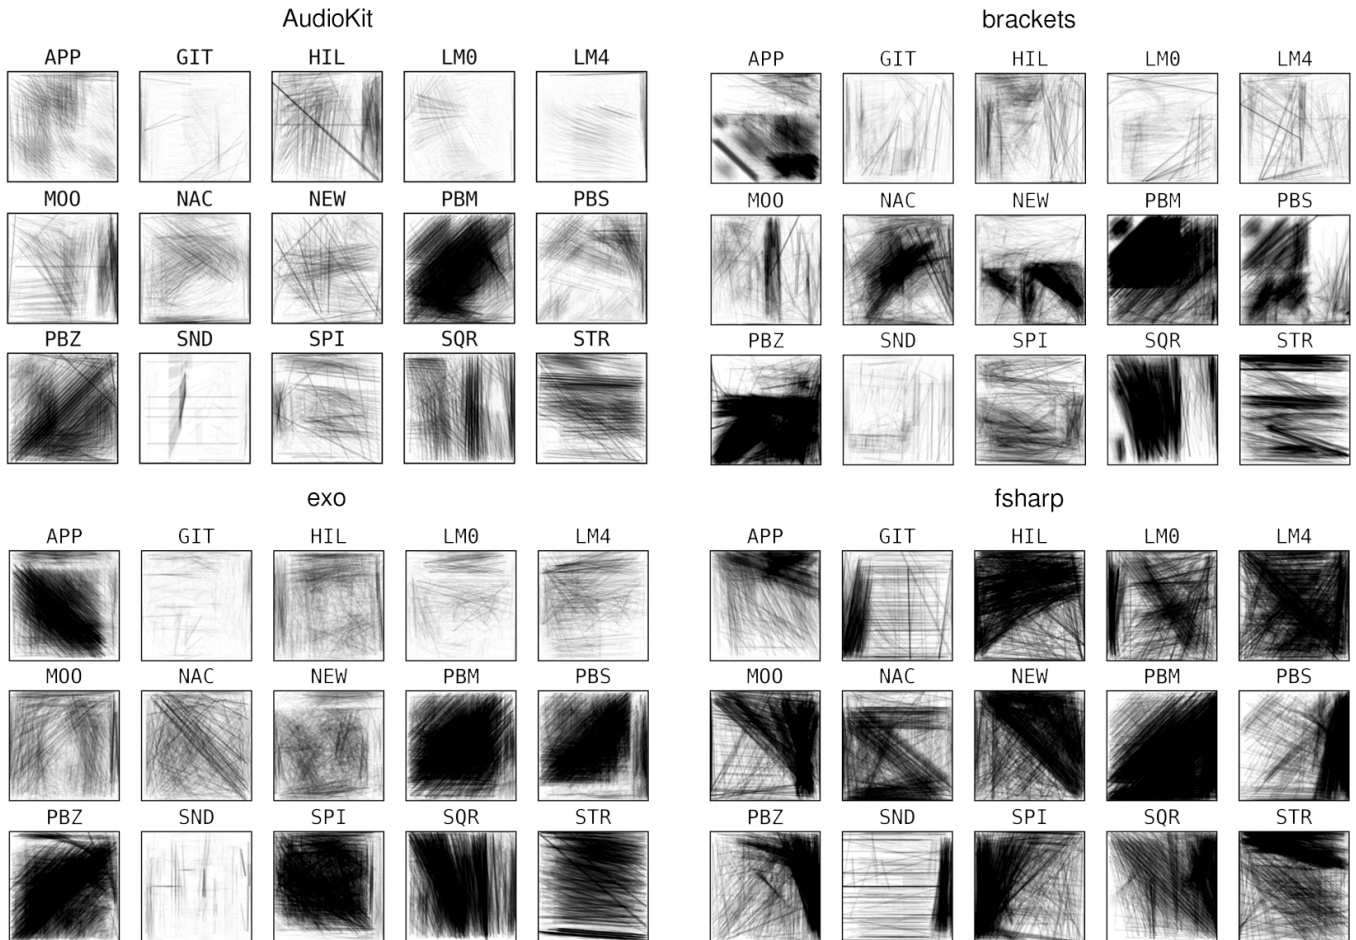 AudioKit
APP GIT HIL LM0 LM4
MOO NAC NEW PBM PBS
PBZ SND SPI SQR STR
brackets
APP GIT HIL LM0 LM4
MOO NAC NEW PBM PBS
PBZ SND SPI SQR STR
exo
APP GIT HIL LM0 LM4
MOO NAC NEW PBM PBS
PBZ SND SPI SQR STR
fsharp
APP GIT HIL LM0 LM4
MOO NAC NEW PBM PBS
PBZ SND SPI SQR STR